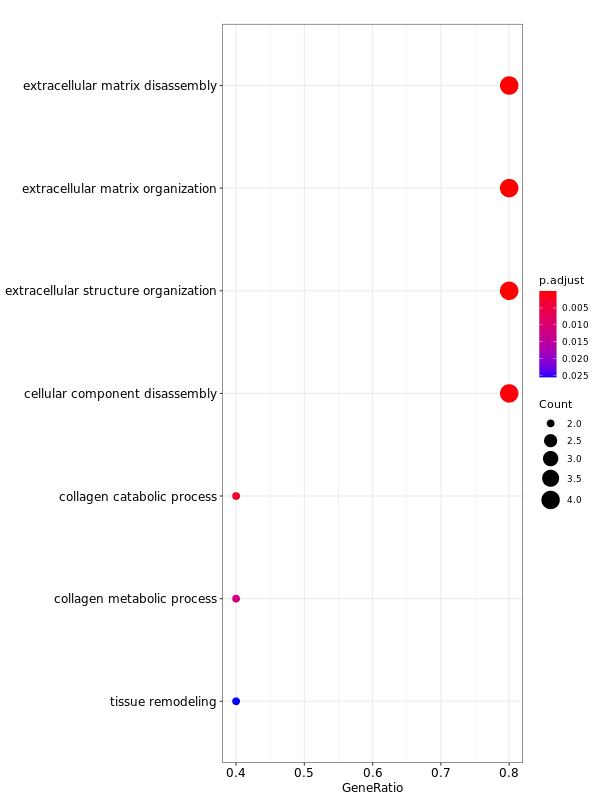 extracellular matrix disassembly
extracellular matrix organization
extracellular structure organization
cellular component disassembly
collagen catabolic process
collagen metabolic process
tissue remodeling
0.4 0.5 0.6 0.7 0.8
GeneRatio
p.adjust
0.005
0.010
0.015
0.020
0.025
Count
2.0
2.5
3.0
3.5
4.0